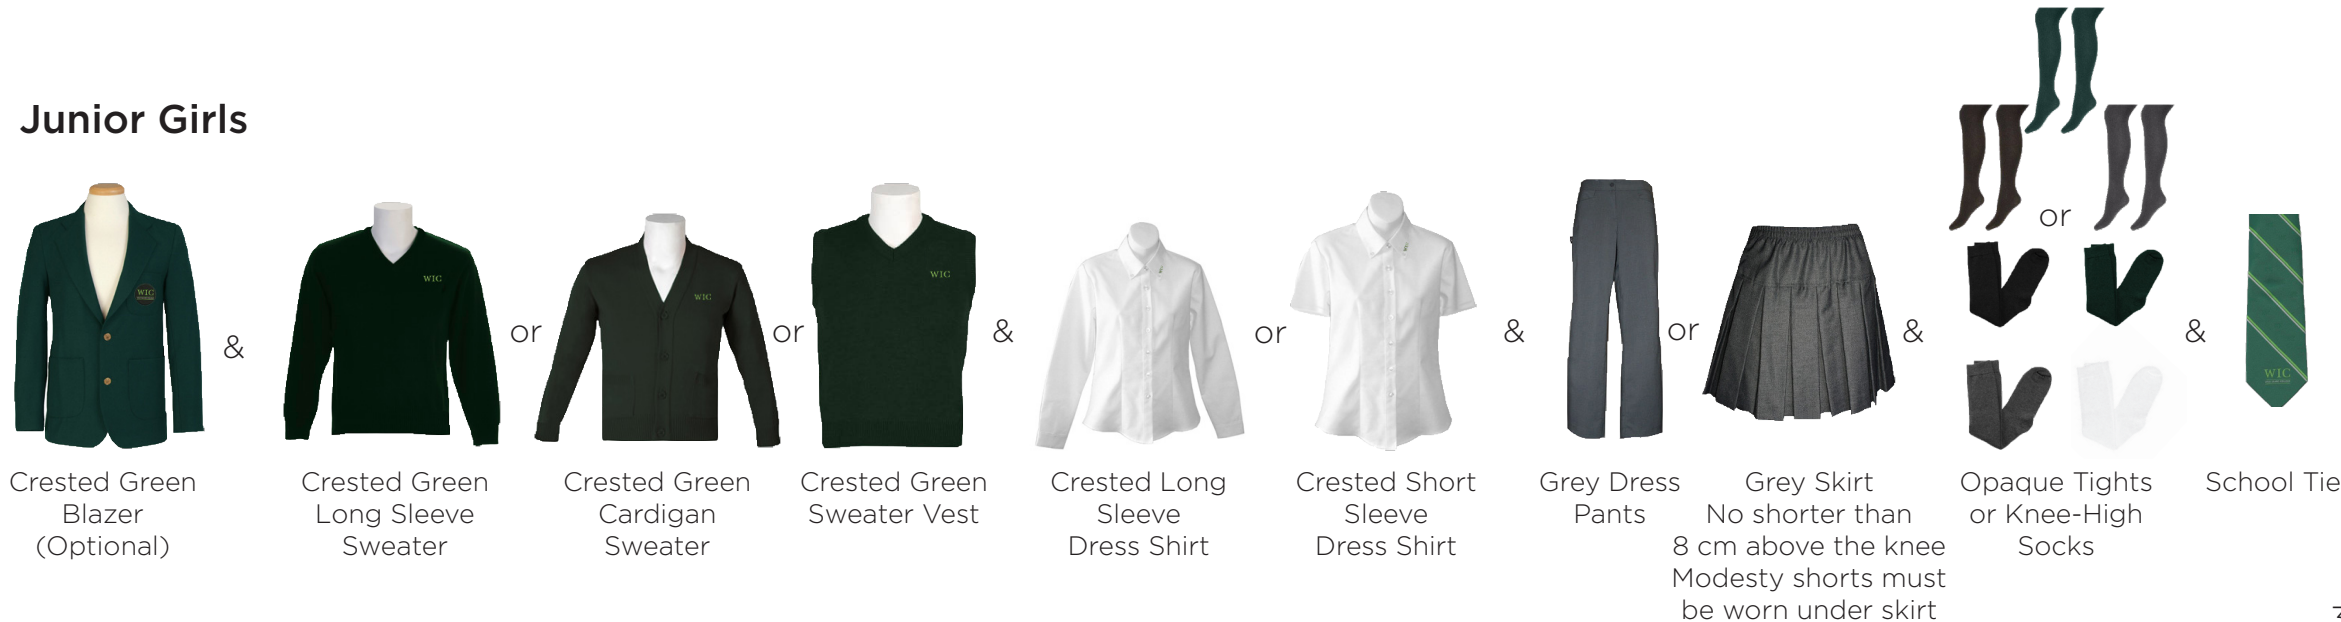 Junior Girls
or
WIC
WIC
WIC
WIC
&
or
or
&
or
&
or
&
&
WIC
Crested Green
Blazer
(Optional)
Crested Green
Long Sleeve
Sweater
Crested Green
Cardigan
Sweater
Crested Green
Sweater Vest
Crested Long
Sleeve
Dress Shirt
Crested Short
Sleeve
Dress Shirt
Grey Dress
Pants
Grey Skirt
No shorter than
8 cm above the knee
Modesty shorts must
be worn under skirt
Opaque Tights
or Knee-High
Socks
School Tie